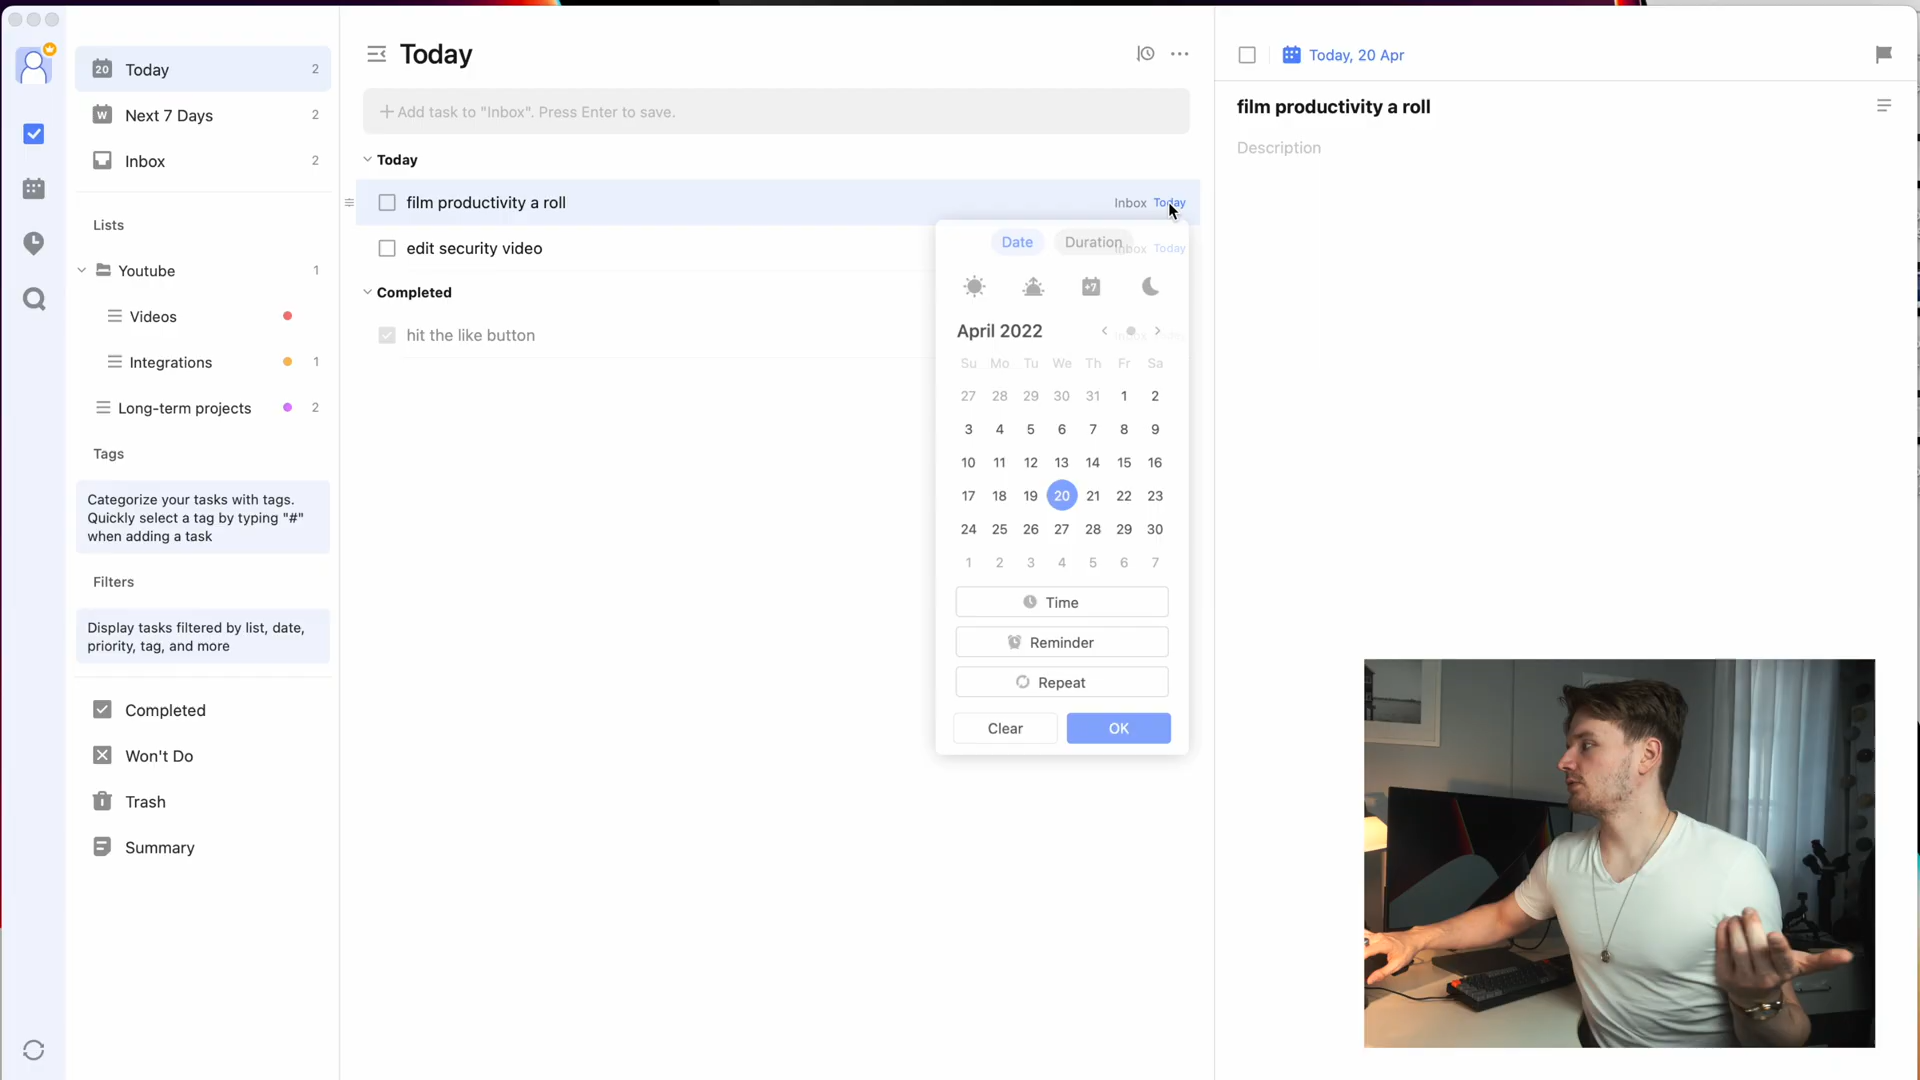 20 Today 2
W Next 7 Days 2
Inbox 2
Lists
Youtube 1
Videos
Integrations 1
Long-term projects 2
Tags
Categorize your tasks with tags.
Quickly select a tag by typing "#"
when adding a task
Filters
Display tasks filtered by list, date,
priority, tag, and more
Completed
Won't Do
Trash
Summary
Today
+ Add task to "Inbox". Press Enter to save.
Today
film productivity a roll Inbox Today
edit security video Inbox Today
Completed
hit the like button
Date Duration
+7
April 2022
Su Mo Tu We Th Fr Sa
27 28 29 30 31 1 2
3 4 5 6 7 8 9
10 11 12 13 14 15 16
17 18 19 20 21 22 23
24 25 26 27 28 29 30
1 2 3 4 5 6 7
Time
Reminder
Repeat
Clear OK
Today, 20 Apr
film productivity a roll
Description